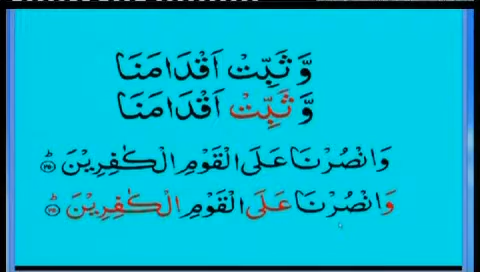 وَّ ثَبِّتْ اَقْدَامَنَا
وَّ ثَبِّتْ اَقْدَامَنَا
وَانْصُرْنَا عَلَى الْقَوْمِ الْكٰفِرِيْنَ
وَانْصُرْنَا عَلَى الْقَوْمِ الْكٰفِرِيْنَ